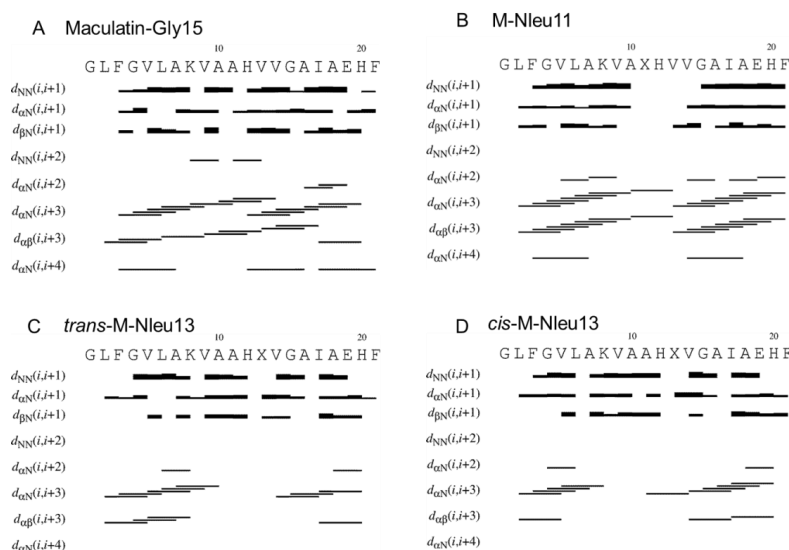 A Maculatin-Gly15
10 20
G L F G V L A K V A A H V V G A I A E H F
dNN(i,i+1)
dαN(i,i+1)
dβN(i,i+1)
dNN(i,i+2)
dαN(i,i+2)
dαN(i,i+3)
dαβ(i,i+3)
dαN(i,i+4)
B M-Nleu11
10 20
G L F G V L A K V A X H V V G A I A E H F
dNN(i,i+1)
dαN(i,i+1)
dβN(i,i+1)
dNN(i,i+2)
dαN(i,i+2)
dαN(i,i+3)
dαβ(i,i+3)
dαN(i,i+4)
C trans-M-Nleu13
10 20
G L F G V L A K V A A H X V G A I A E H F
dNN(i,i+1)
dαN(i,i+1)
dβN(i,i+1)
dNN(i,i+2)
dαN(i,i+2)
dαN(i,i+3)
dαβ(i,i+3)
dαN(i,i+4)
D cis-M-Nleu13
10 20
G L F G V L A K V A A H X V G A I A E H F
dNN(i,i+1)
dαN(i,i+1)
dβN(i,i+1)
dNN(i,i+2)
dαN(i,i+2)
dαN(i,i+3)
dαβ(i,i+3)
dαN(i,i+4)